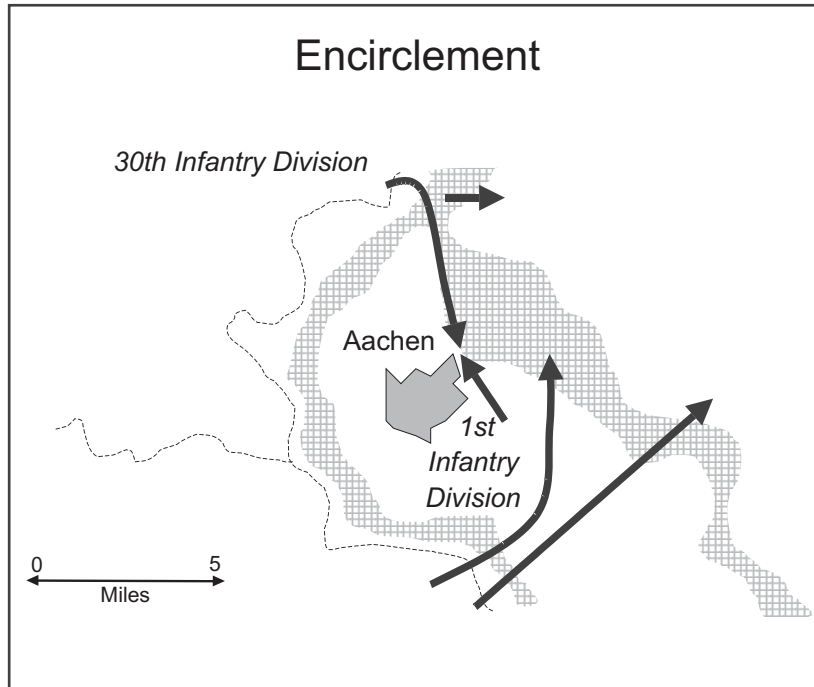 Encirclement
30th Infantry Division
Aachen
1st
Infantry
Division
0 5
Miles